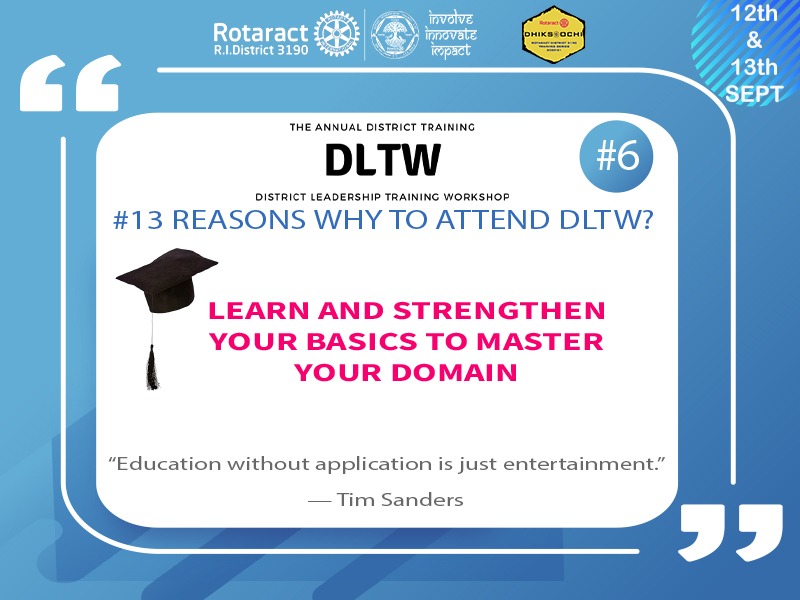 Rotaract
R.I.District 3190
involve
innovate
impact
Rotaract
DHIKSOOCHI
12th
&
13th
SEPT
THE ANNUAL DISTRICT TRAINING
DLTW
#6
DISTRICT LEADERSHIP TRAINING WORKSHOP
#13 REASONS WHY TO ATTEND DLTW?
LEARN AND STRENGTHEN
YOUR BASICS TO MASTER
YOUR DOMAIN
“Education without application is just entertainment.”
— Tim Sanders